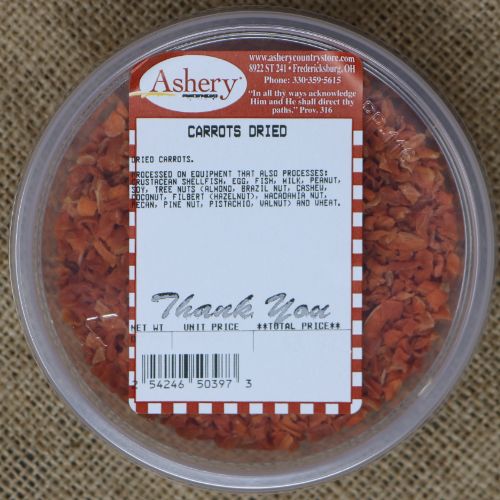 Ashery
www.asherycountrystore.com
8922 ST 241 • Fredericksburg, OH
Phone: 330-359-5615
"In all thy ways acknowledge
Him and He shall direct thy
paths." Prov. 316
CARROTS DRIED
DRIED CARROTS.
PROCESSED ON EQUIPMENT THAT ALSO PROCESSES:
CRUSTACEAN SHELLFISH, EGG, FISH, MILK, PEANUT,
SOY, TREE NUTS (ALMOND, BRAZIL NUT, CASHEW,
COCONUT, FILBERT (HAZELNUT), MACADAMIA NUT,
PECAN, PINE NUT, PISTACHIO, WALNUT) AND WHEAT.
Thank You
NET WT UNIT PRICE **TOTAL PRICE**
2 54246 50397 3